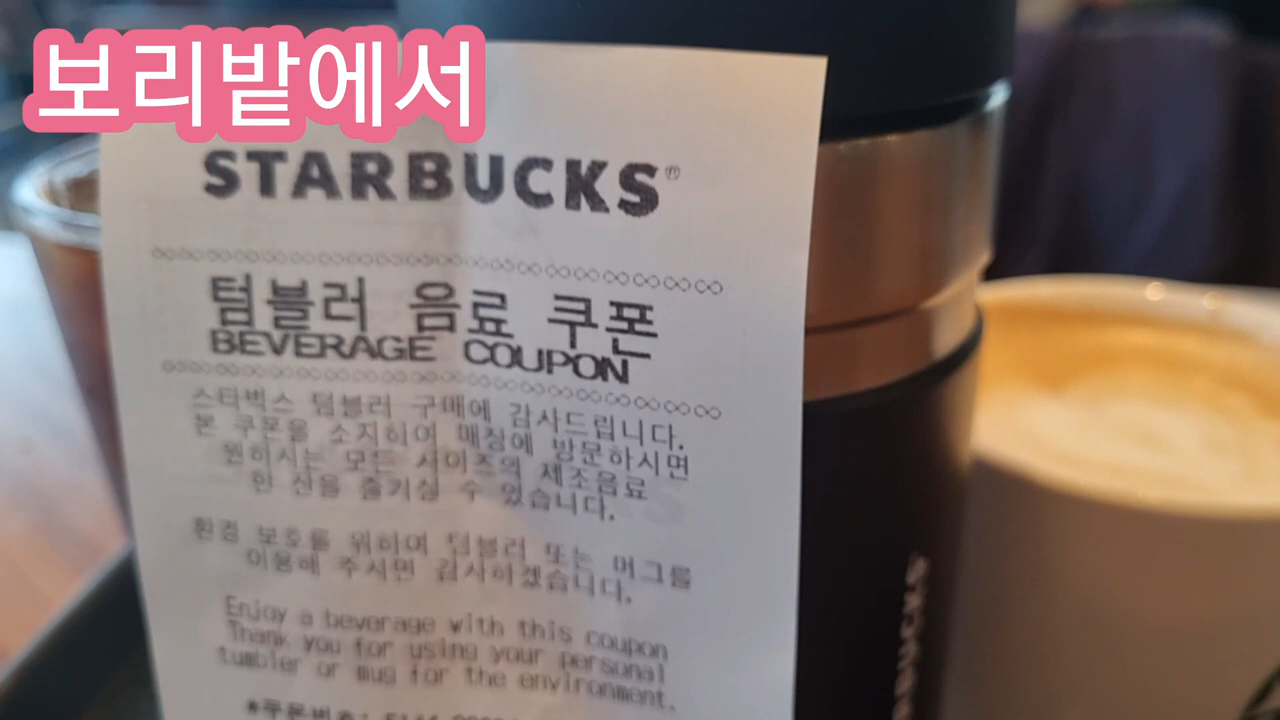 보리밭에서
STARBUCKS®
텀블러 음료 쿠폰
BEVERAGE COUPON
스타벅스 텀블러 구매에 감사드립니다.
본 쿠폰을 소지하여 매장에 방문하시면
원하시는 모든 사이즈의 제조음료
한 잔을 즐기실 수 있습니다.
환경 보호를 위하여 텀블러 또는 머그를
이용해 주시면 감사하겠습니다.
Enjoy a beverage with this coupon
Thank you for using your personal
tumbler or mug for the environment.
*쿠폰번호: